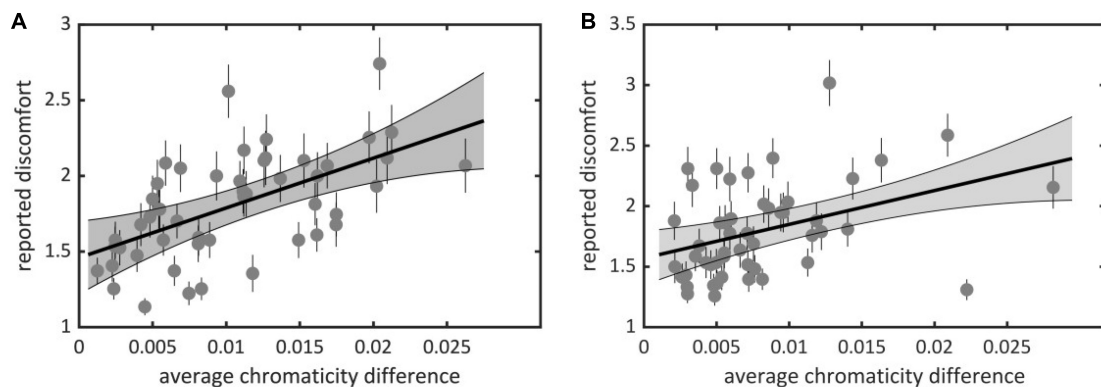 A
reported discomfort
3
2.5
2
1.5
1
0 0.005 0.01 0.015 0.02 0.025
average chromaticity difference
B
reported discomfort
3.5
3
2.5
2
1.5
1
0 0.005 0.01 0.015 0.02 0.025
average chromaticity difference